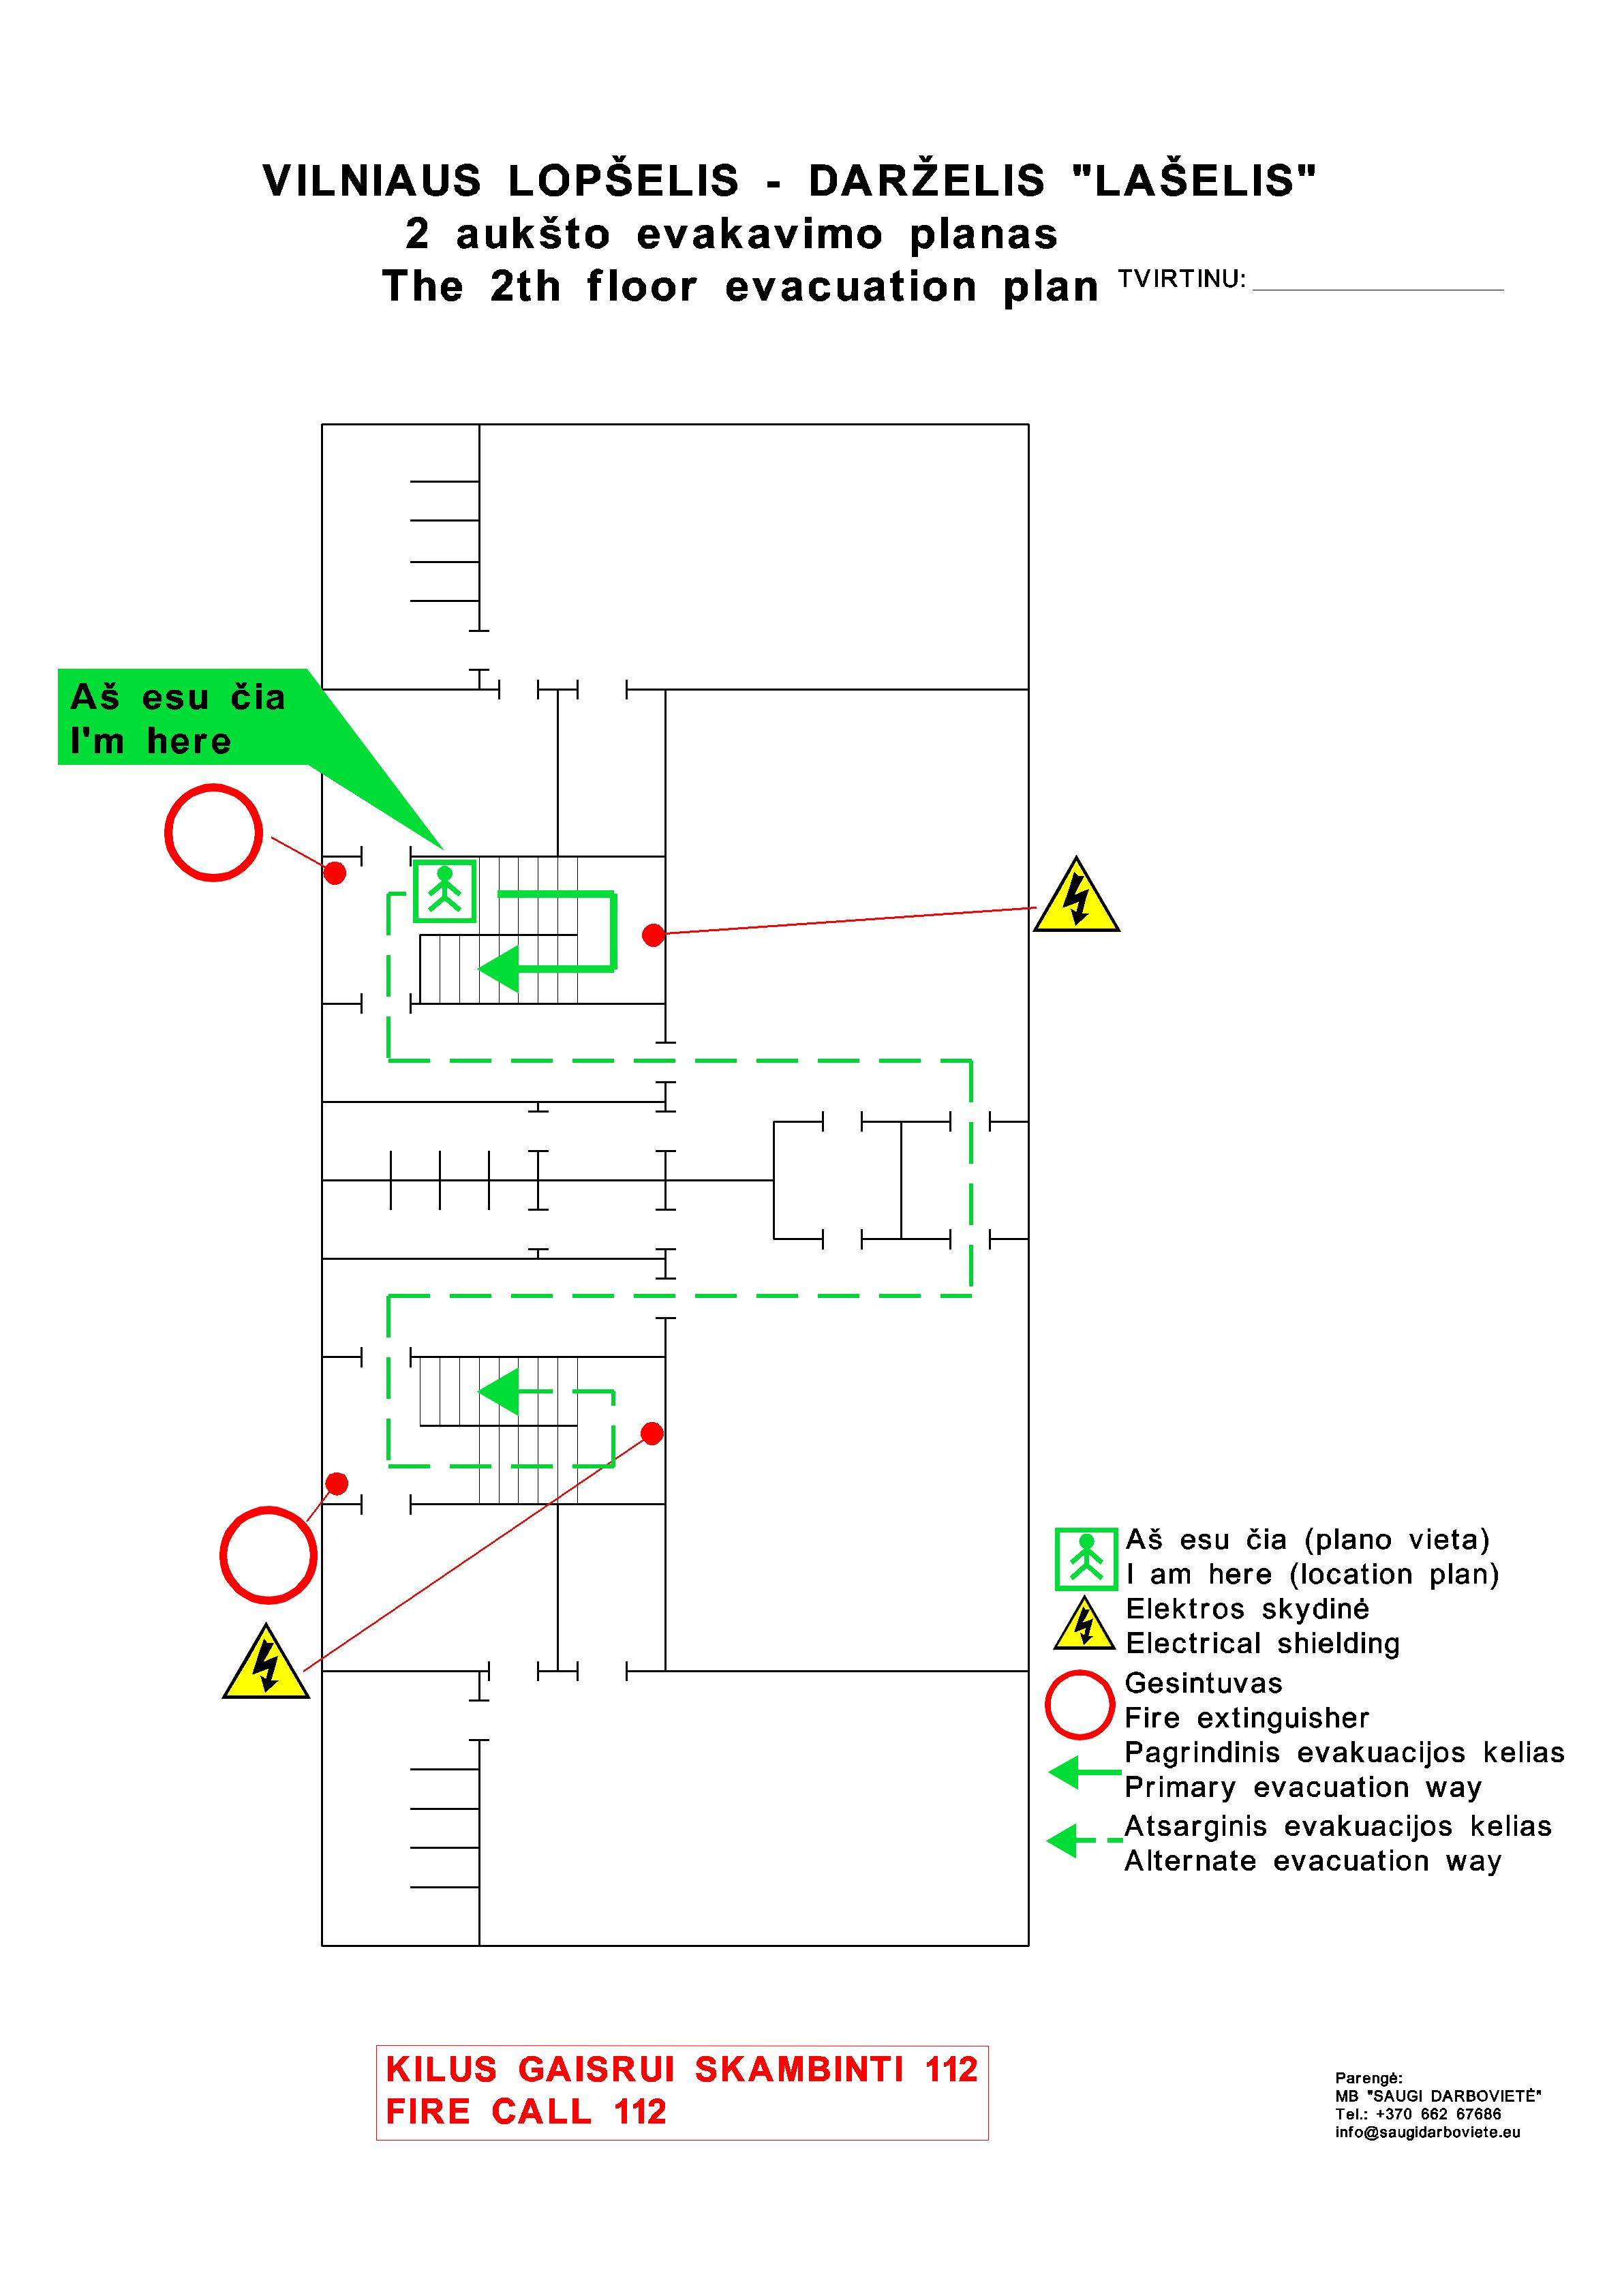 VILNIAUS LOPŠELIS - DARŽELIS "LAŠELIS"
2 aukšto evakavimo planas
The 2th floor evacuation plan TVIRTINU:
Aš esu čia
I'm here
Aš esu čia (plano vieta)
I am here (location plan)
Elektros skydinė
Electrical shielding
Gesintuvas
Fire extinguisher
Pagrindinis evakuacijos kelias
Primary evacuation way
Atsarginis evakuacijos kelias
Alternate evacuation way
KILUS GAISRUI SKAMBINTI 112
FIRE CALL 112
Parengė:
MB "SAUGI DARBOVIETĖ"
Tel.: +370 662 67686
info@saugidarboviete.eu